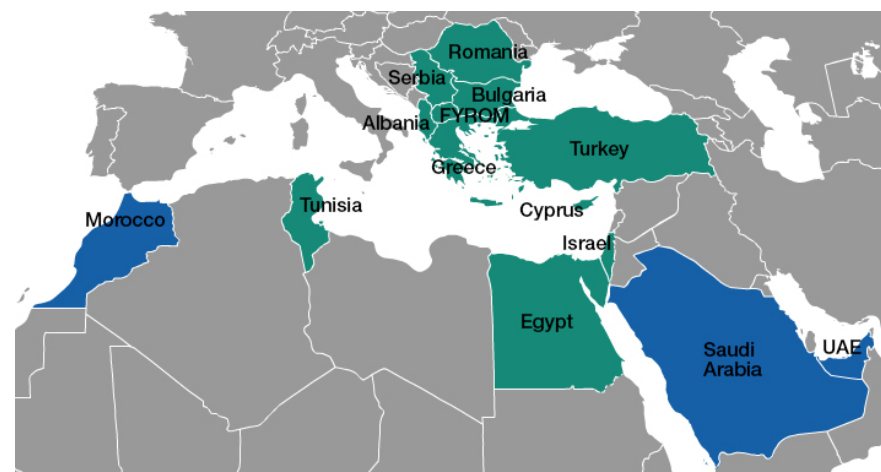 Romania
Serbia
Bulgaria
FYROM
Albania
Turkey
Greece
Tunisia
Cyprus
Morocco
Israel
Egypt
UAE
Saudi
Arabia